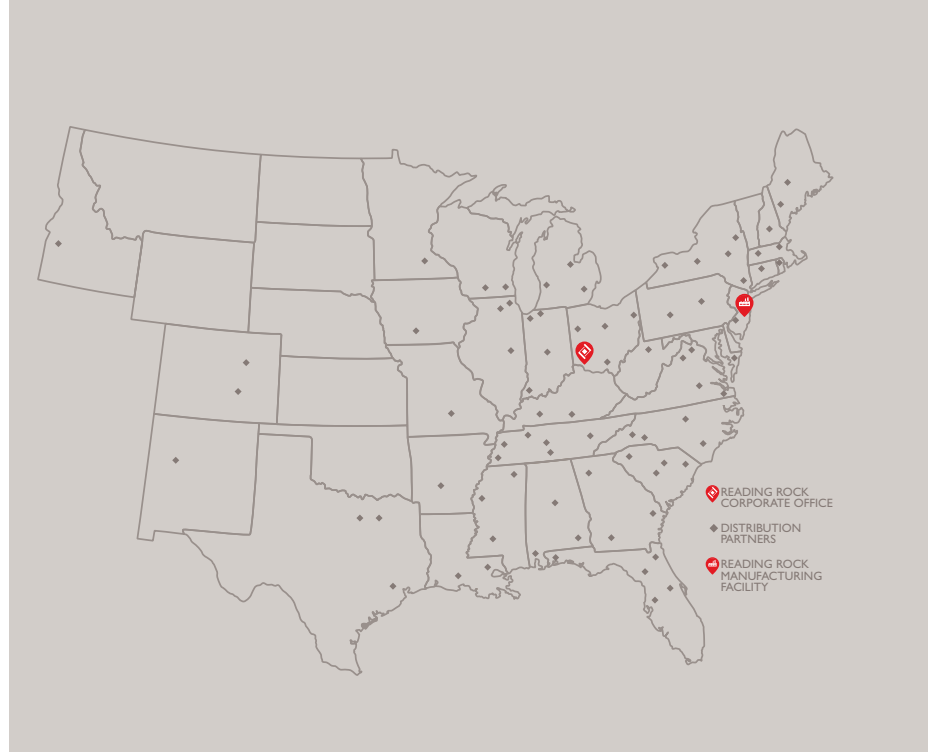 READING ROCK
CORPORATE OFFICE
DISTRIBUTION
PARTNERS
READING ROCK
MANUFACTURING
FACILITY